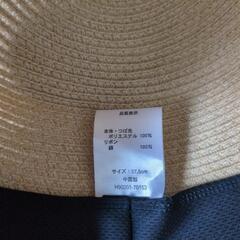 品質表示
本体・つば先
ポリエステル 100%
リボン
綿 100%
サイズ:57.5cm
中国製